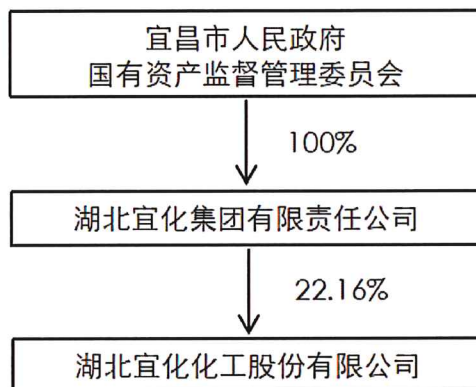 宜昌市人民政府
国有资产监督管理委员会
100%
湖北宜化集团有限责任公司
22.16%
湖北宜化化工股份有限公司